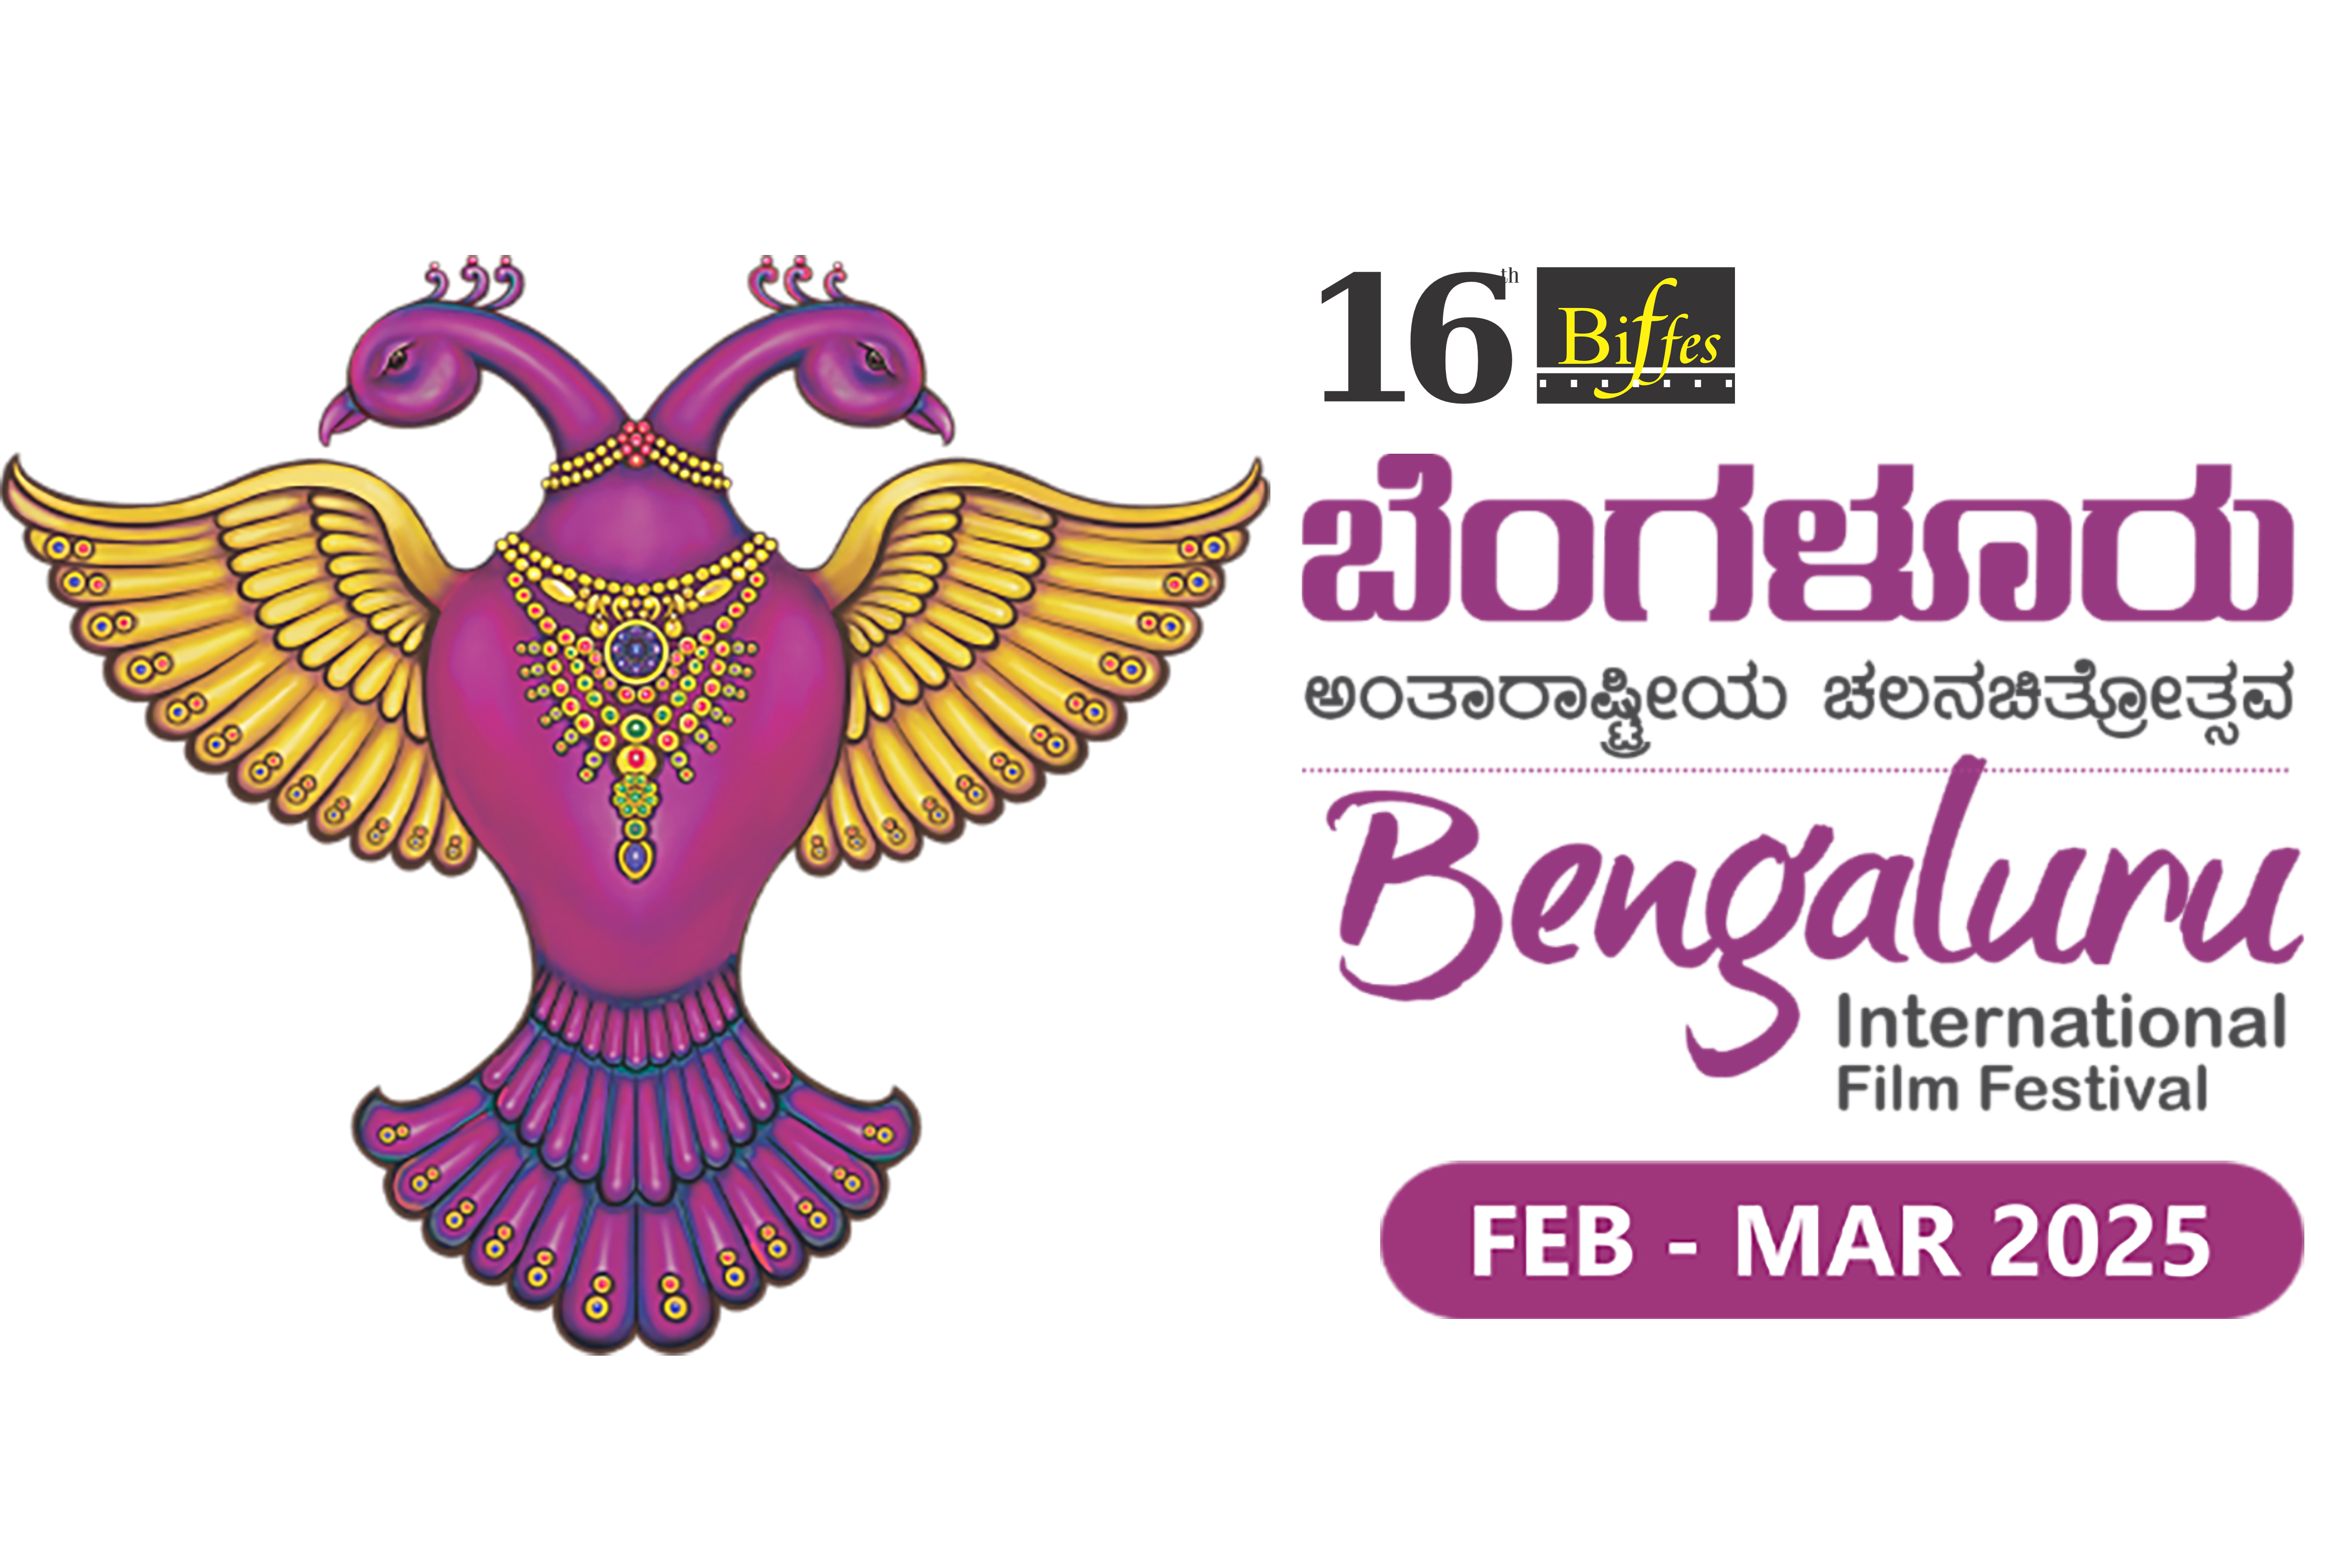 16th Biffes
ಬೆಂಗಳೂರು
ಅಂತಾರಾಷ್ಟ್ರೀಯ ಚಲನಚಿತ್ರೋತ್ಸವ
Bengaluru
International
Film Festival
FEB - MAR 2025